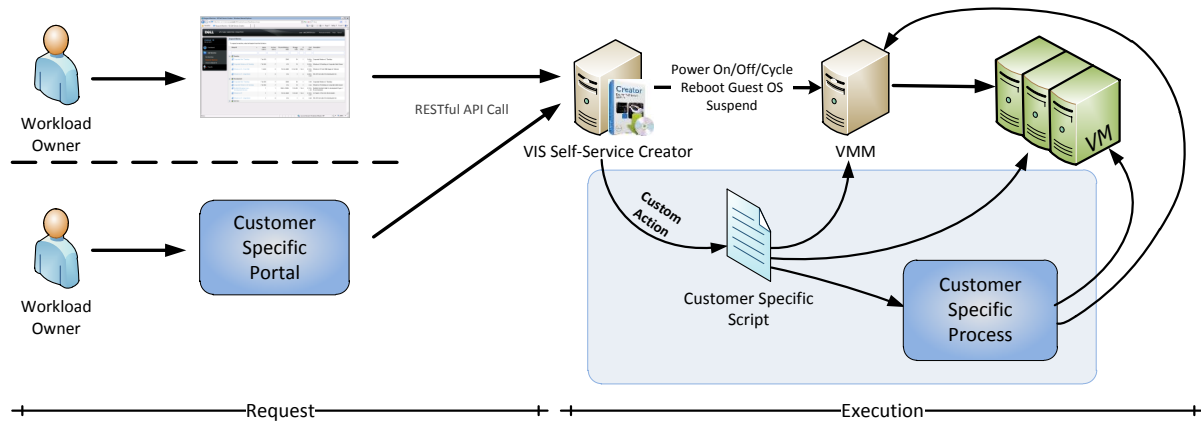 DELL
Workload
Owner
RESTful API Call
Creator
VIS Self-Service Creator
Power On/Off/Cycle
Reboot Guest OS
Suspend
VMM
VM
Workload
Owner
Customer
Specific
Portal
Custom
Action
Customer Specific
Script
Customer
Specific
Process
Request
Execution